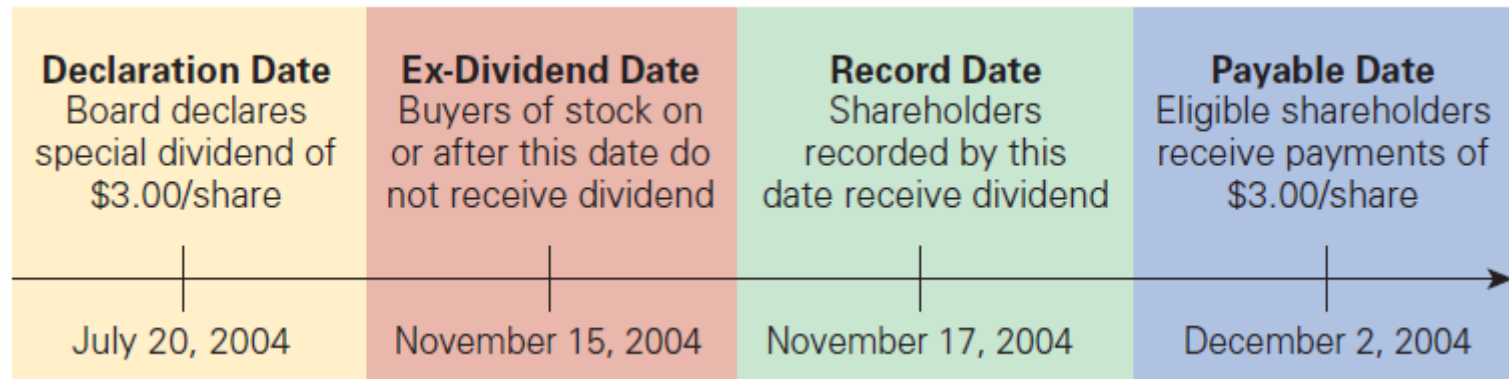 Declaration Date
Board declares
special dividend of
$3.00/share
Ex-Dividend Date
Buyers of stock on
or after this date do
not receive dividend
Record Date
Shareholders
recorded by this
date receive dividend
Payable Date
Eligible shareholders
receive payments of
$3.00/share
July 20, 2004
November 15, 2004
November 17, 2004
December 2, 2004